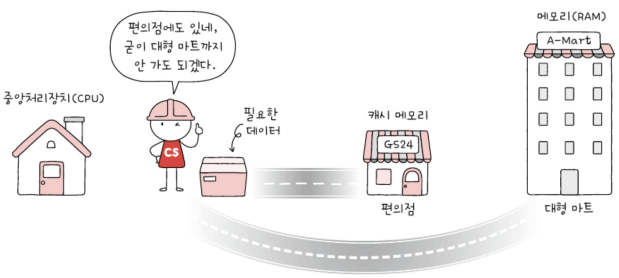 편의점에도 있네,
굳이 대형 마트까지
안 가도 되겠다.
메모리(RAM)
A-Mart
중앙처리장치(CPU)
필요한
데이터
캐시 메모리
CS
GS24
편의점
대형 마트